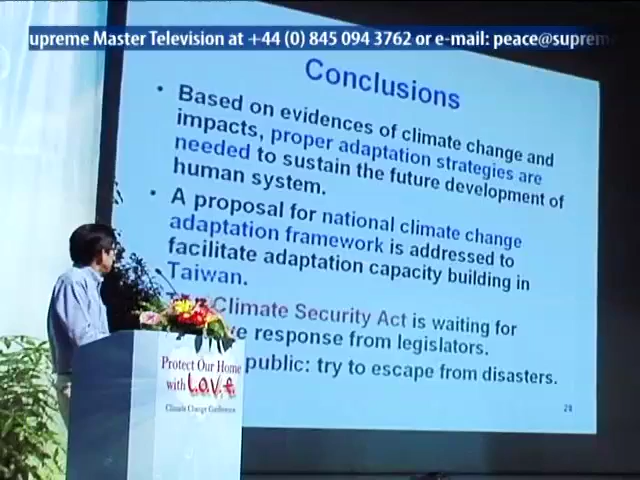 upreme Master Television at +44 (0) 845 094 3762 or e-mail: peace@suprem
Conclusions
• Based on evidences of climate change and
impacts, proper adaptation strategies are
needed to sustain the future development of
human system.
• A proposal for national climate change
adaptation framework is addressed to
facilitate adaptation capacity building in
Taiwan.
Climate Security Act is waiting for
ve response from legislators.
public: try to escape from disasters.
28
Protect Our Home
with L.o.V.e
Climate Change Conference